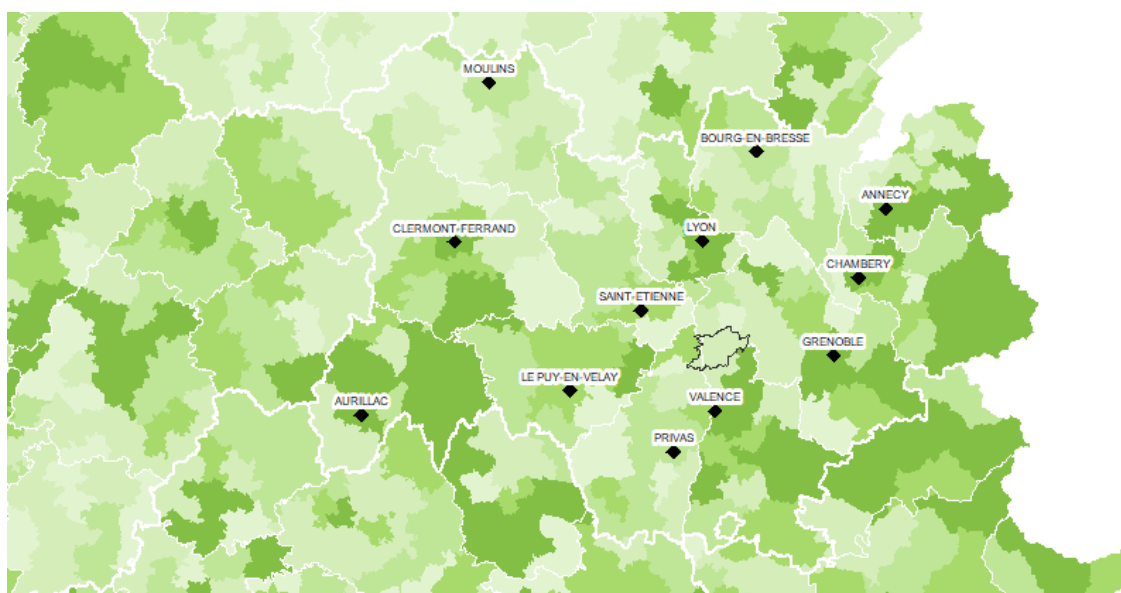 MOULINS
BOURG-EN-BRESSE
ANNECY
CLERMONT-FERRAND
LYON
CHAMBERY
SAINT-ETIENNE
GRENOBLE
LE PUY-EN-VELAY
AURILLAC
VALENCE
PRIVAS